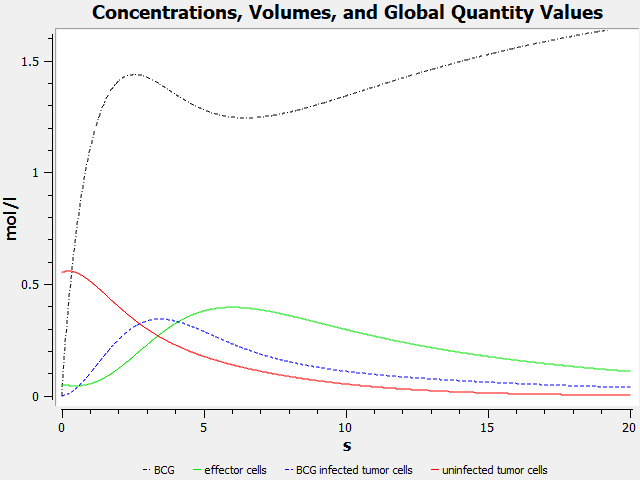 Concentrations, Volumes, and Global Quantity Values
1.5
1
0.5
0
mol/l
0 5 10 15 20
s
BCG effector cells BCG infected tumor cells uninfected tumor cells